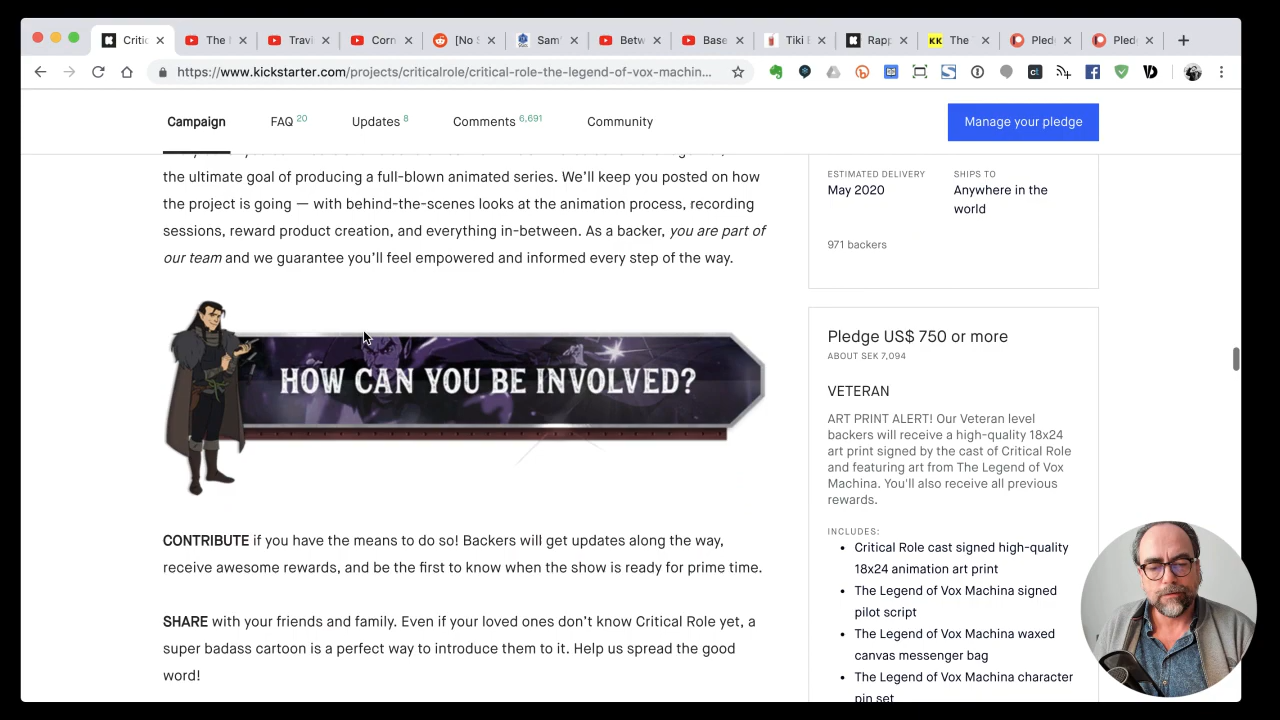 Critic
The l
Travi
Corn
[No S
Sam'
Betw
Base
Tiki
Rapp
KK
The
Pled
Pled
https://www.kickstarter.com/projects/criticalrole/critical-role-the-legend-of-vox-machin...
Campaign
FAQ 20
Updates 8
Comments 6,691
Community
Manage your pledge
the ultimate goal of producing a full-blown animated series. We'll keep you posted on how
the project is going — with behind-the-scenes looks at the animation process, recording
sessions, reward product creation, and everything in-between. As a backer, you are part of
our team and we guarantee you'll feel empowered and informed every step of the way.
HOW CAN YOU BE INVOLVED?
CONTRIBUTE if you have the means to do so! Backers will get updates along the way,
receive awesome rewards, and be the first to know when the show is ready for prime time.
SHARE with your friends and family. Even if your loved ones don't know Critical Role yet, a
super badass cartoon is a perfect way to introduce them to it. Help us spread the good
word!
ESTIMATED DELIVERY
May 2020
SHIPS TO
Anywhere in the
world
971 backers
Pledge US$ 750 or more
ABOUT SEK 7,094
VETERAN
ART PRINT ALERT! Our Veteran level
backers will receive a high-quality 18x24
art print signed by the cast of Critical Role
and featuring art from The Legend of Vox
Machina. You'll also receive all previous
rewards.
INCLUDES:
• Critical Role cast signed high-quality
18x24 animation art print
• The Legend of Vox Machina signed
pilot script
• The Legend of Vox Machina waxed
canvas messenger bag
• The Legend of Vox Machina character
pin set